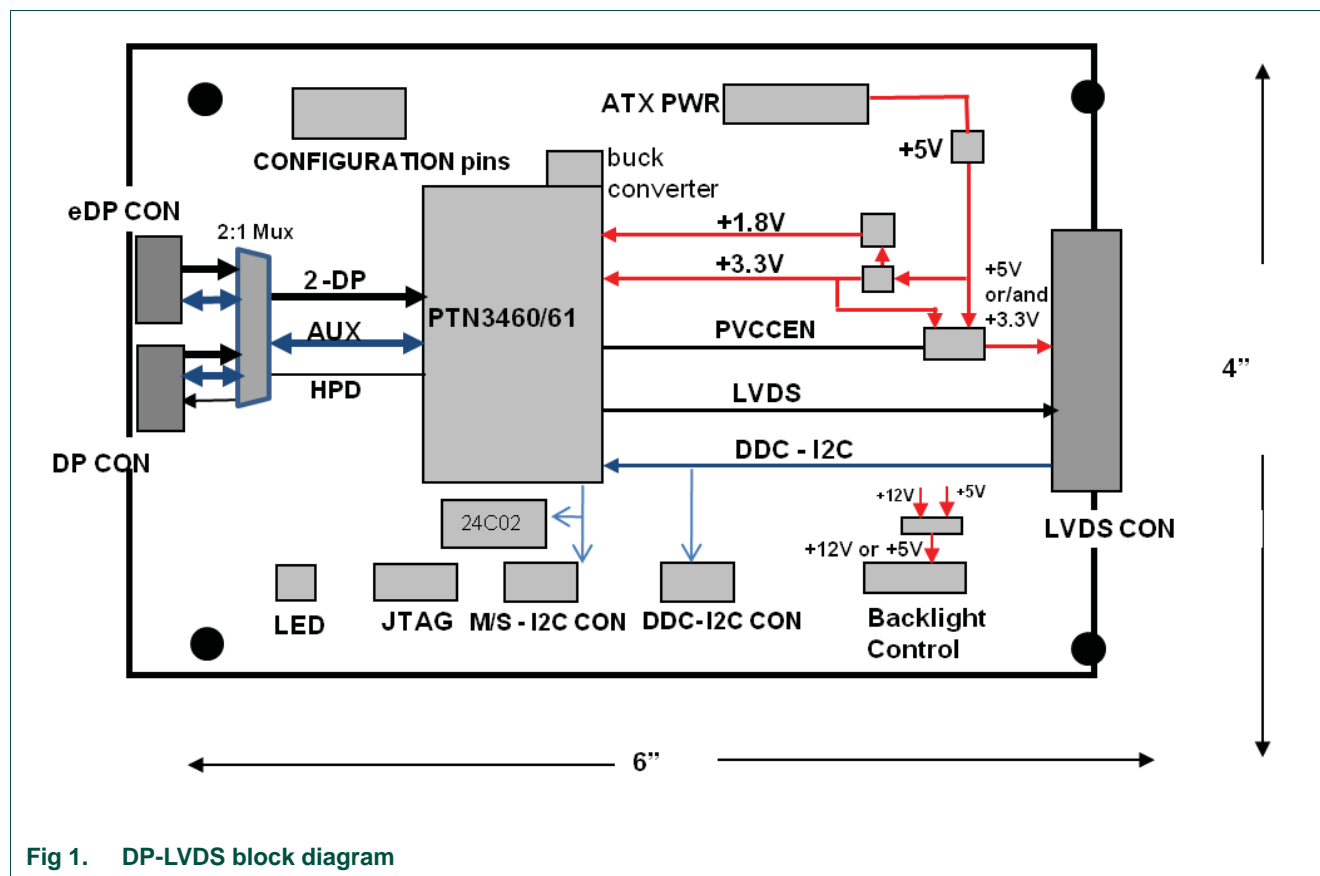 ATX PWR
+5V
CONFIGURATION pins
buck
converter
eDP CON
2:1 Mux
+1.8V
+3.3V
+5V
or/and
+3.3V
2 -DP
PTN3460/61
AUX
PVCCEN
HPD
LVDS
4”
DP CON
DDC - I2C
24C02
+12V
+5V
LVDS CON
+12V or +5V
LED
JTAG
M/S - I2C CON
DDC- I2C CON
Backlight
Control
6”
Fig 1. DP-LVDS block diagram